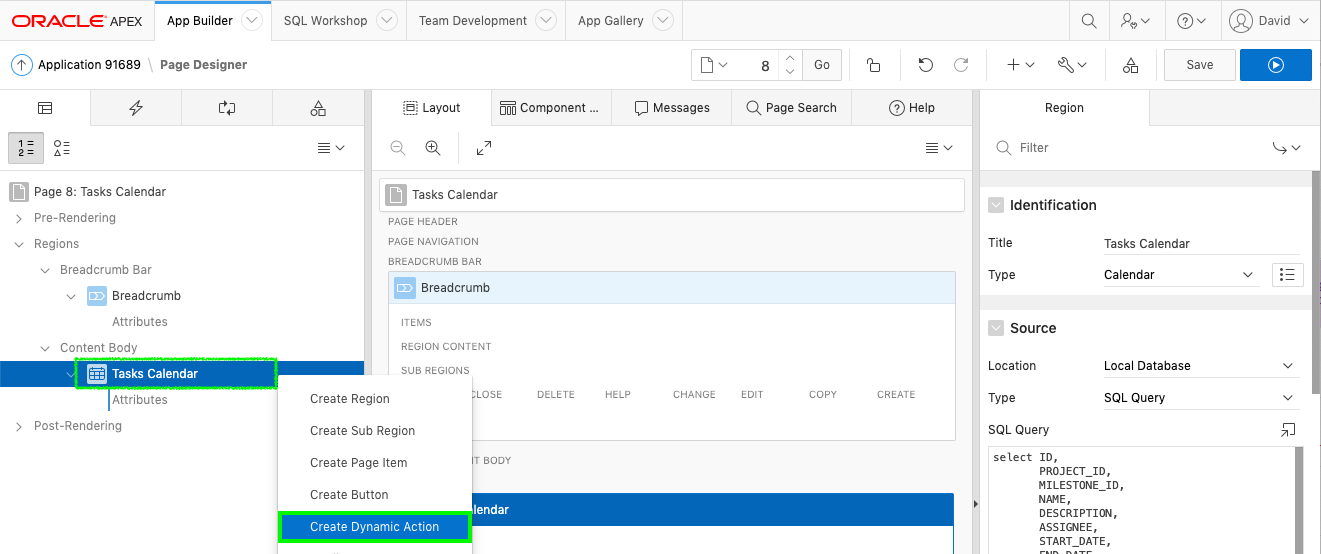 ORACLE APEX App Builder SQL Workshop Team Development App Gallery David
Application 91689 \ Page Designer 8 Go Save
Layout Component ... Messages Page Search Help Region
Filter
Page 8: Tasks Calendar
Pre-Rendering
Regions
Breadcrumb Bar
Breadcrumb
Attributes
Content Body
Tasks Calendar
Attributes
Post-Rendering
Create Region
Create Sub Region
Create Page Item
Create Button
Create Dynamic Action
Tasks Calendar
PAGE HEADER
PAGE NAVIGATION
BREADCRUMB BAR
Breadcrumb
ITEMS
REGION CONTENT
SUB REGIONS
CLOSE DELETE HELP CHANGE EDIT COPY CREATE
NT BODY
lendar
Identification
Title Tasks Calendar
Type Calendar
Source
Location Local Database
Type SQL Query
SQL Query
select ID,
PROJECT_ID,
MILESTONE_ID,
NAME,
DESCRIPTION,
ASSIGNEE,
START_DATE,
END_DATE